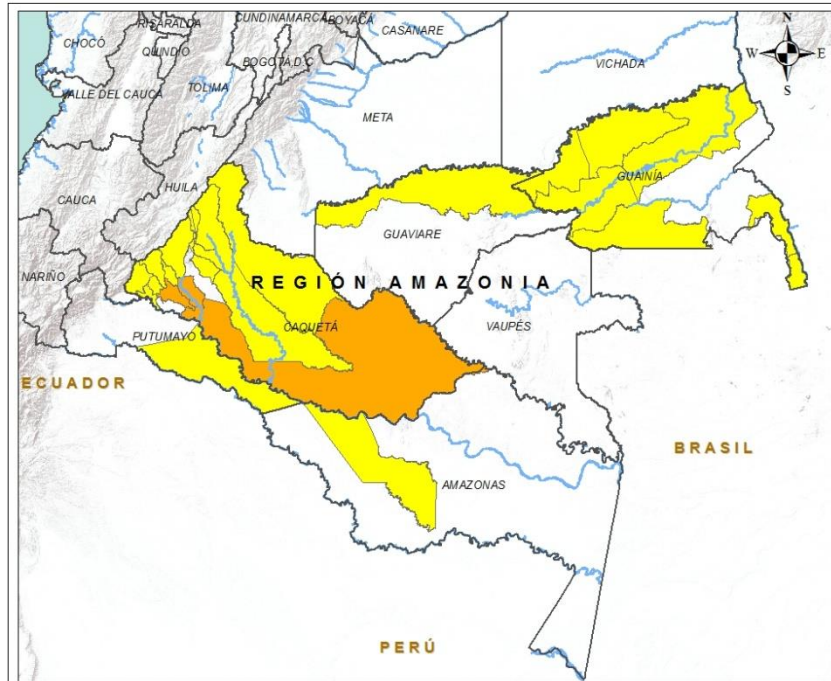 CUNDINAMARCA
BOYACÁ
RISARALDA
CASANARE
N
CHOCÓ
QUINDIO
W
E
BOGOTA D.C
VICHADA
S
TOLIMA
VALLE DEL CAUCA
META
GUAINÍA
HUILA
CAUCA
GUAVIARE
NARIÑO
REGIÓN AMAZONIA
VAUPÉS
CAQUETÁ
PUTUMAYO
ECUADOR
BRASIL
AMAZONAS
PERÚ